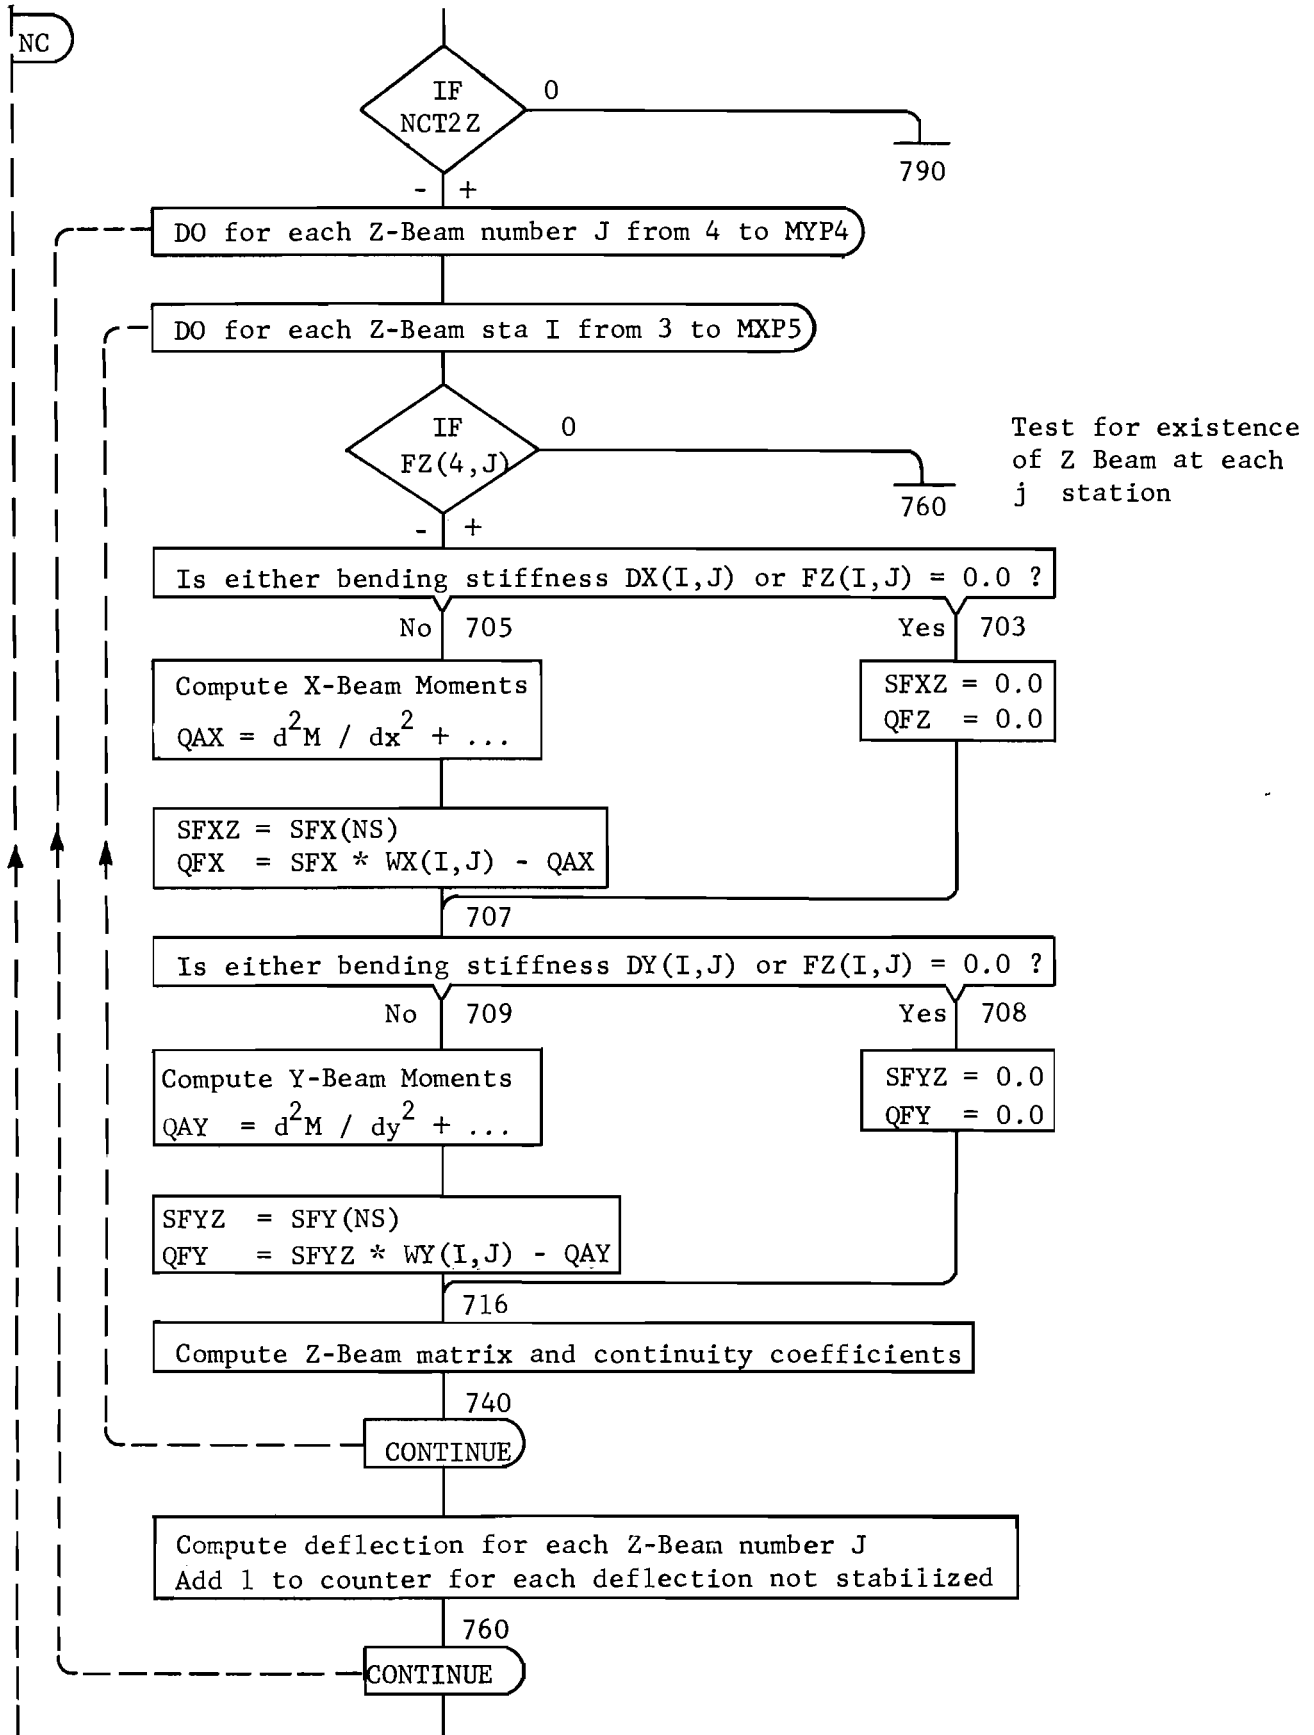 NC
IF
NCT2Z
0
790
- +
DO for each Z-Beam number J from 4 to MYP4
DO for each Z-Beam sta I from 3 to MXP5
IF
FZ(4,J)
0
760
Test for existence
of Z Beam at each
j station
- +
Is either bending stiffness DX(I,J) or FZ(I,J) = 0.0 ?
No 705
Yes 703
Compute X-Beam Moments
QAX = d²M / dx² + ...
SFXZ = 0.0
QFZ = 0.0
SFXZ = SFX(NS)
QFX = SFX * WX(I,J) - QAX
707
Is either bending stiffness DY(I,J) or FZ(I,J) = 0.0 ?
No 709
Yes 708
Compute Y-Beam Moments
QAY = d²M / dy² + ...
SFYZ = 0.0
QFY = 0.0
SFYZ = SFY(NS)
QFY = SFYZ * WY(I,J) - QAY
716
Compute Z-Beam matrix and continuity coefficients
740
CONTINUE
Compute deflection for each Z-Beam number J
Add 1 to counter for each deflection not stabilized
760
CONTINUE